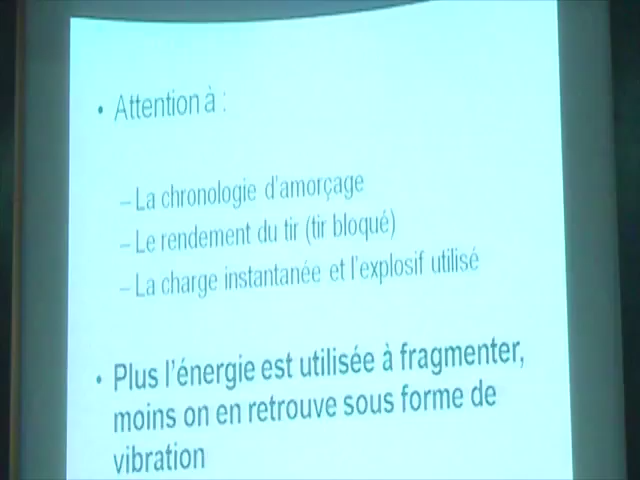 • Attention à :
– La chronologie d'amorçage
– Le rendement du tir (tir bloqué)
– La charge instantanée et l'explosif utilisé
• Plus l'énergie est utilisée à fragmenter,
moins on en retrouve sous forme de
vibration